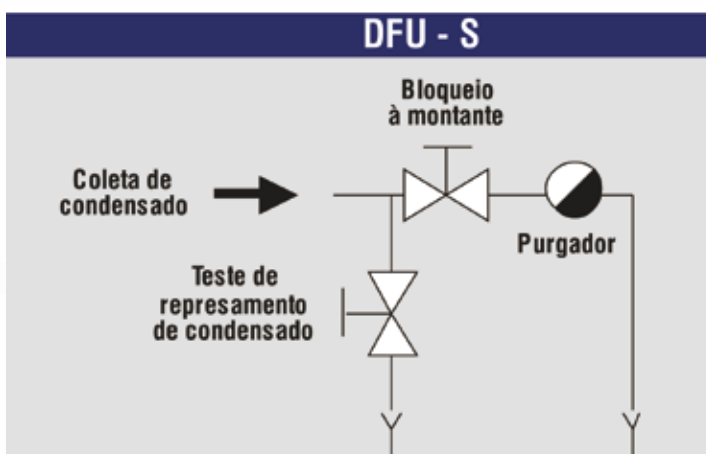 DFU - S
Bloqueio
à montante
Coleta de
condensado
Purgador
Teste de
represamento
de condensado